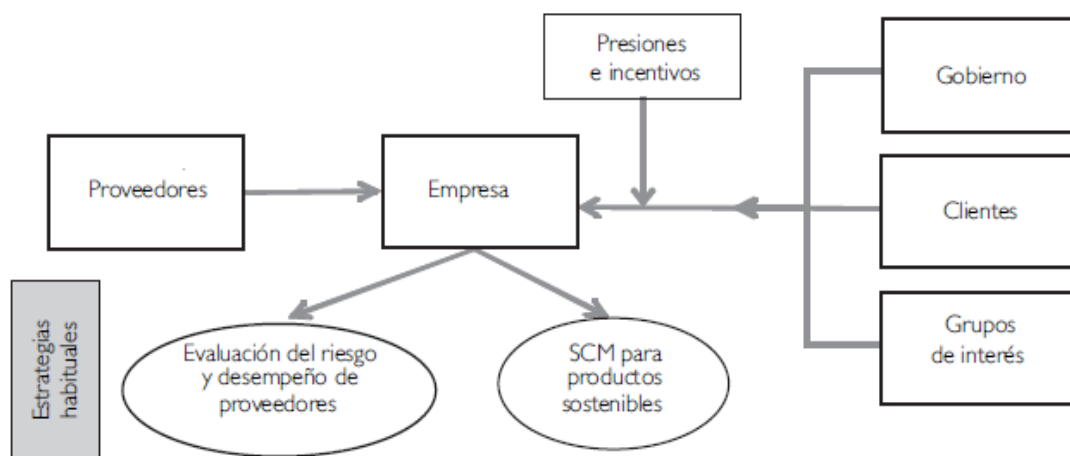 Presiones
e incentivos
Gobierno
Proveedores
Empresa
Clientes
Grupos
de interés
Estrategias
habituales
Evaluación del riesgo
y desempeño de
proveedores
SCM para
productos
sostenibles